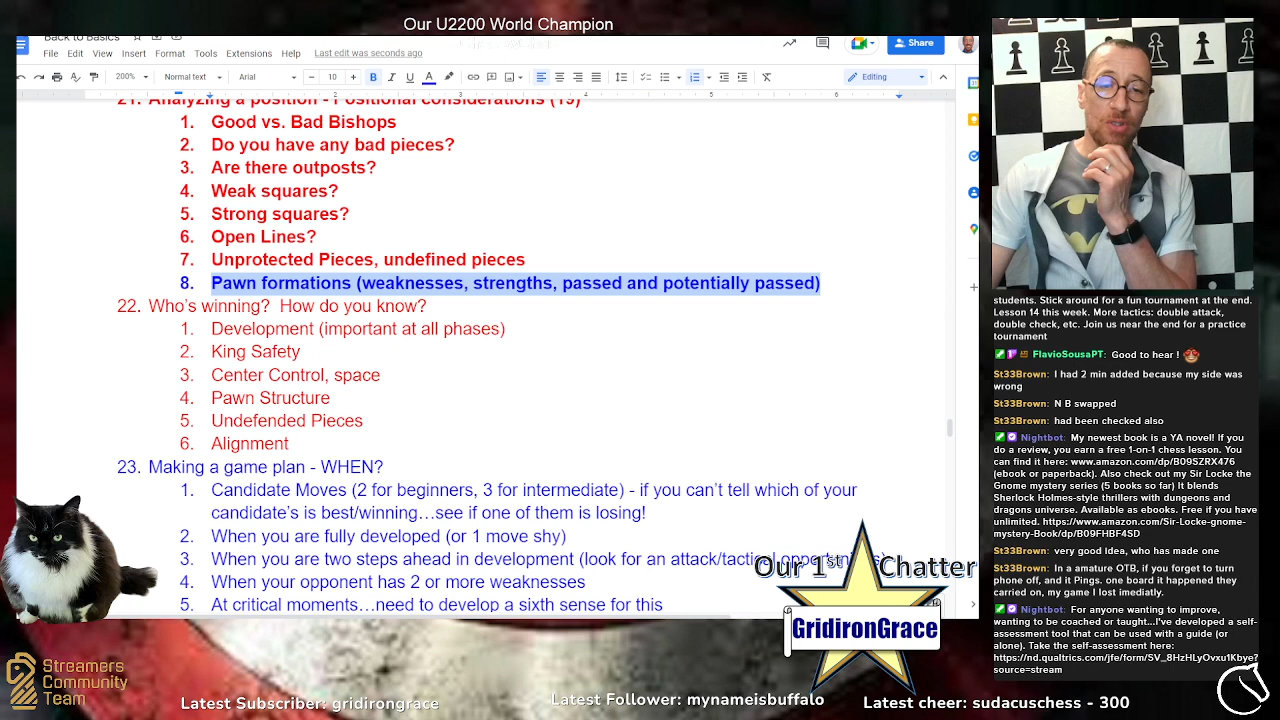 Our U2200 World Champion
Back to Basics
File Edit View Insert Format Tools Extensions Help Last edit was seconds ago
Share
200% Normal text Arial 10 Editing
21. Analyzing a position - Positional considerations (19)
1. Good vs. Bad Bishops
2. Do you have any bad pieces?
3. Are there outposts?
4. Weak squares?
5. Strong squares?
6. Open Lines?
7. Unprotected Pieces, undefined pieces
8. Pawn formations (weaknesses, strengths, passed and potentially passed)
22. Who's winning? How do you know?
1. Development (important at all phases)
2. King Safety
3. Center Control, space
4. Pawn Structure
5. Undefended Pieces
6. Alignment
23. Making a game plan - WHEN?
1. Candidate Moves (2 for beginners, 3 for intermediate) - if you can't tell which of your
candidate's is best/winning…see if one of them is losing!
2. When you are fully developed (or 1 move shy)
3. When you are two steps ahead in development (look for an attack/tactical
4. When your opponent has 2 or more weaknesses
5. At critical moments…need to develop a sixth sense for this
Our 1st Chatter
GridironGrace
students. Stick around for a fun tournament at the end.
Lesson 14 this week. More tactics: double attack,
double check, etc. Join us near the end for a practice
tournament
FlavioSousaPT: Good to hear !
St33Brown: I had 2 min added because my side was
wrong
St33Brown: N B swapped
St33Brown: had been checked also
Nightbot: My newest book is a YA novel! If you
do a review, you earn a free 1-on-1 chess lesson. You
can find it here: www.amazon.com/dp/B09SZRX476
(ebook or paperback). Also check out my Sir Locke the
Gnome mystery series (5 books so far) It blends
Sherlock Holmes-style thrillers with dungeons and
dragons universe. Available as ebooks. Free if you have
unlimited. https://www.amazon.com/Sir-Locke-gnome-
mystery-Book/dp/B09FHBF4SD
St33Brown: very good Idea, who has made one
St33Brown: In a amature OTB, if you forget to turn
phone off, and it Pings. one board it happened they
carried on, my game I lost imedially.
Nightbot: For anyone wanting to improve,
wanting to be coached or taught...I've developed a self-
assessment tool that can be used with a guide (or
alone). Take the self-assessment here:
https://nd.qualtrics.com/jfe/form/SV_8HzHLyOvxu1Kbye?
source=stream
Streamers
Community
Team
Latest Subscriber: gridirongrace
Latest Follower: mynameisbuffalo
Latest cheer: sudacuschess - 300